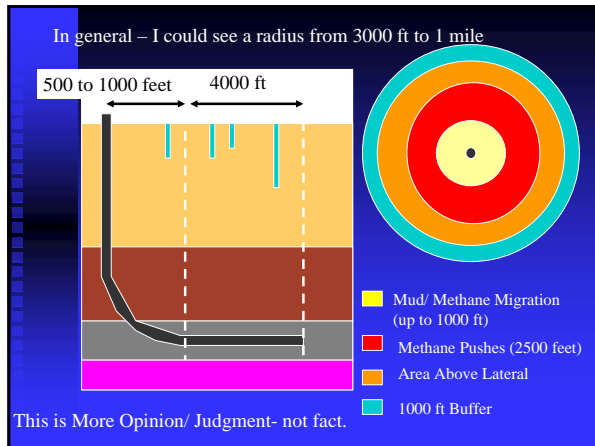 In general – I could see a radius from 3000 ft to 1 mile
500 to 1000 feet
4000 ft
Mud/ Methane Migration
(up to 1000 ft)
Methane Pushes (2500 feet)
Area Above Lateral
1000 ft Buffer
This is More Opinion/ Judgment- not fact.